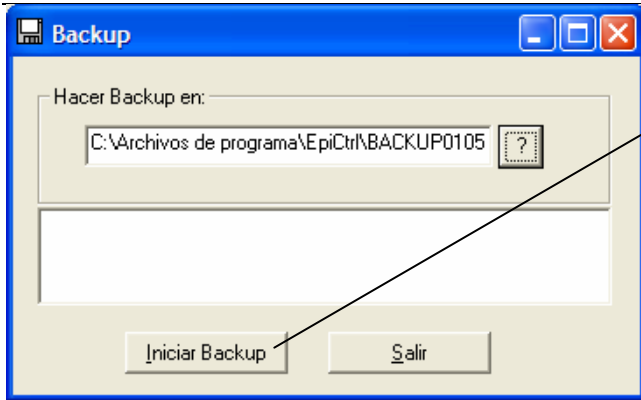 Backup
Hacer Backup en:
C:\Archivos de programa\EpiCtrl\BACKUP0105
?
Iniciar Backup
Salir